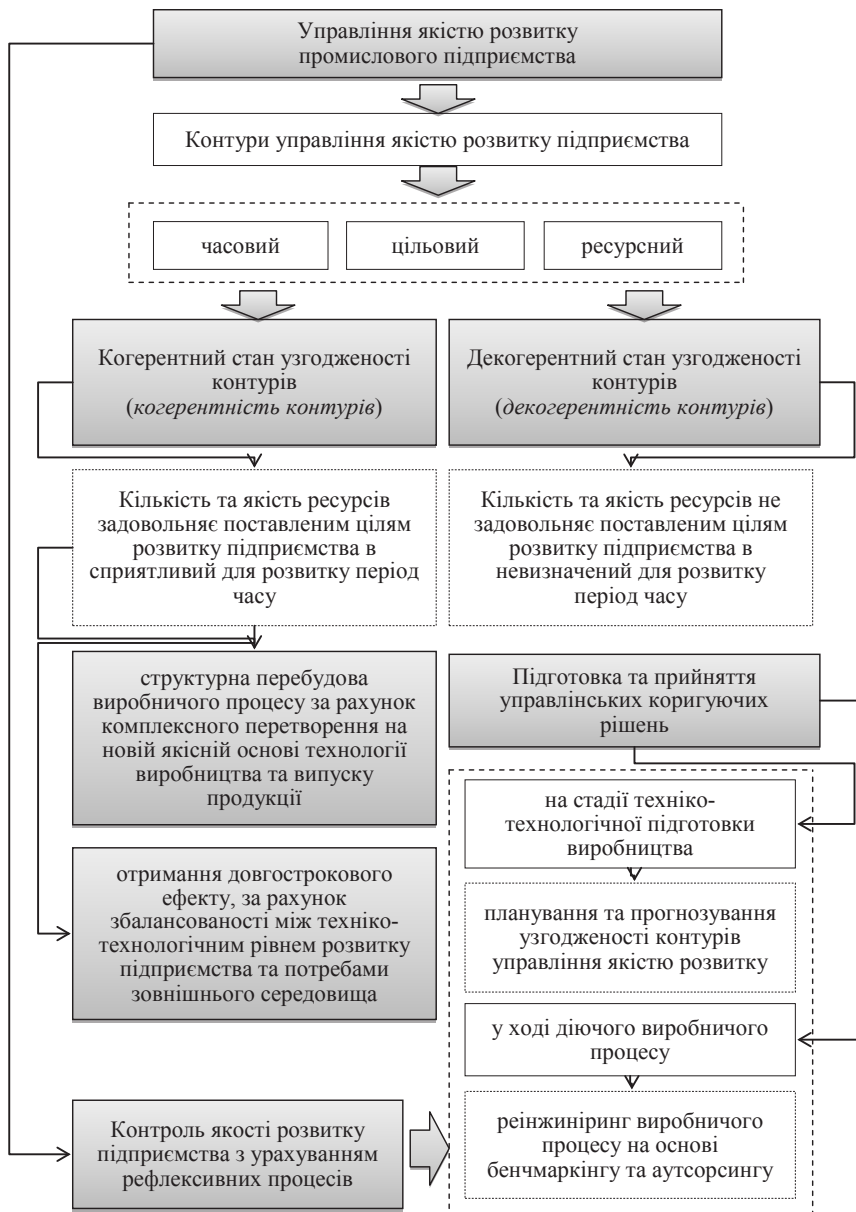 Управління якістю розвитку
промислового підприємства
Контури управління якістю розвитку підприємства
часовий
цільовий
ресурсний
Когерентний стан узгодженості
контурів
(когерентність контурів)
Декогерентний стан узгодженості
контурів
(декогерентність контурів)
Кількість та якість ресурсів
задовольняє поставленим цілям
розвитку підприємства в
сприятливий для розвитку період
часу
Кількість та якість ресурсів не
задовольняє поставленим цілям
розвитку підприємства в
невизначений для розвитку
період часу
структурна перебудова
виробничого процесу за рахунок
комплексного перетворення на
новій якісній основі технології
виробництва та випуску
продукції
Підготовка та прийняття
управлінських коригуючих
рішень
на стадії техніко-
технологічної підготовки
виробництва
отримання довгострокового
ефекту, за рахунок
збалансованості між техніко-
технологічним рівнем розвитку
підприємства та потребами
зовнішнього середовища
планування та прогнозування
узгодженості контурів
управління якістю розвитку
у ході діючого виробничого
процесу
Контроль якості розвитку
підприємства з урахуванням
рефлексивних процесів
реінжиніринг виробничого
процесу на основі
бенчмаркінгу та аутсорсингу